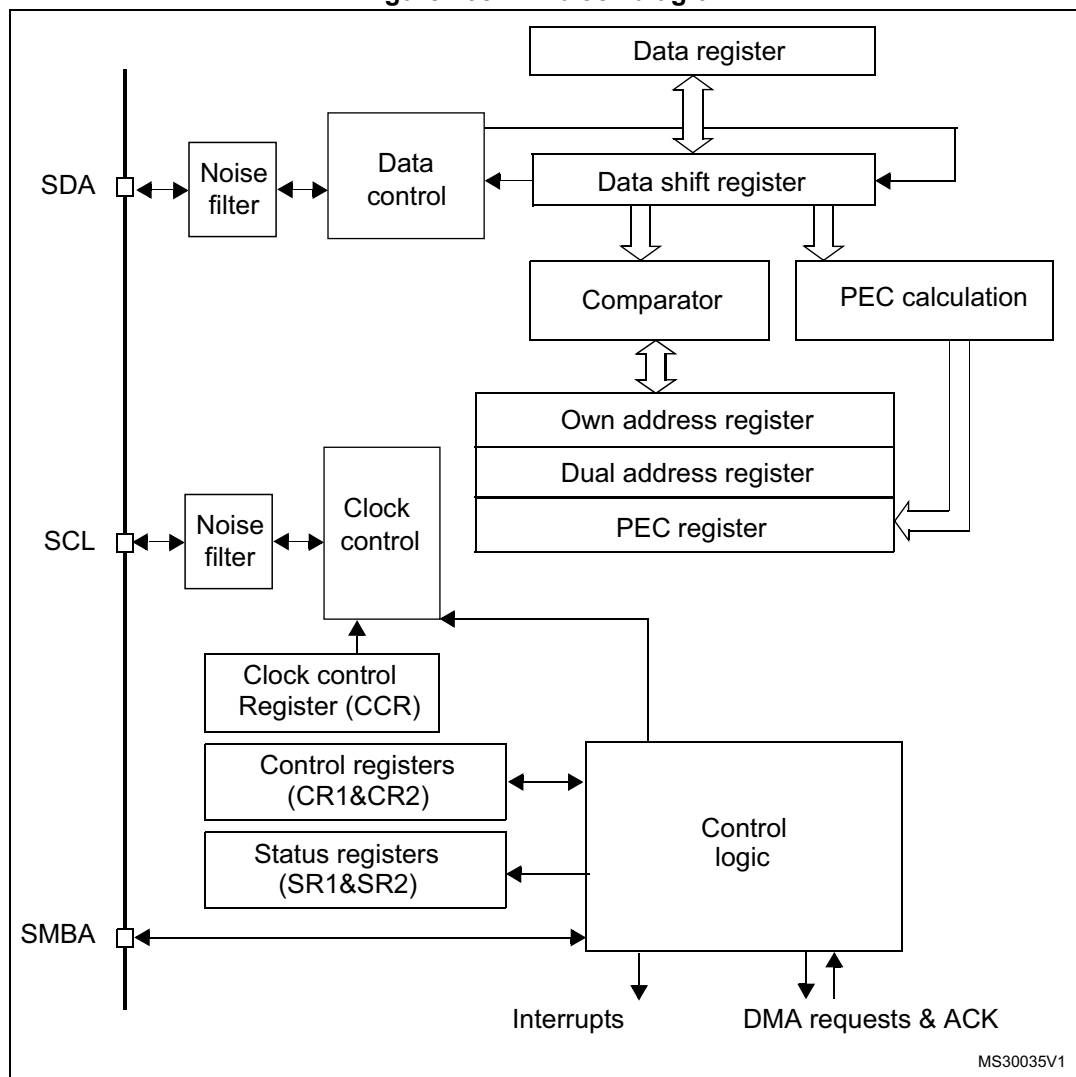 Data register
Data
control
Noise
filter
SDA
Data shift register
Comparator
PEC calculation
Own address register
Dual address register
PEC register
Clock
control
Noise
filter
SCL
Clock control
Register (CCR)
Control registers
(CR1&CR2)
Control
logic
Status registers
(SR1&SR2)
SMBA
Interrupts
DMA requests & ACK
MS30035V1